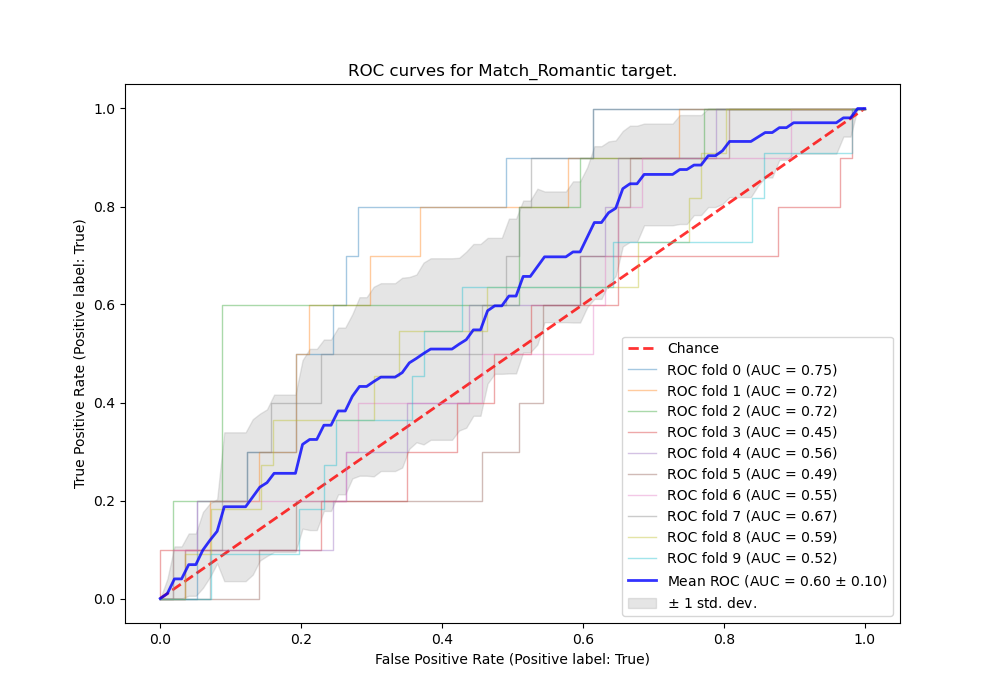 ROC curves for Match_Romantic target.
True Positive Rate (Positive label: True)
1.0
0.8
0.6
0.4
0.2
0.0
0.0 0.2 0.4 0.6 0.8 1.0
False Positive Rate (Positive label: True)
Chance
ROC fold 0 (AUC = 0.75)
ROC fold 1 (AUC = 0.72)
ROC fold 2 (AUC = 0.72)
ROC fold 3 (AUC = 0.45)
ROC fold 4 (AUC = 0.56)
ROC fold 5 (AUC = 0.49)
ROC fold 6 (AUC = 0.55)
ROC fold 7 (AUC = 0.67)
ROC fold 8 (AUC = 0.59)
ROC fold 9 (AUC = 0.52)
Mean ROC (AUC = 0.60 ± 0.10)
± 1 std. dev.